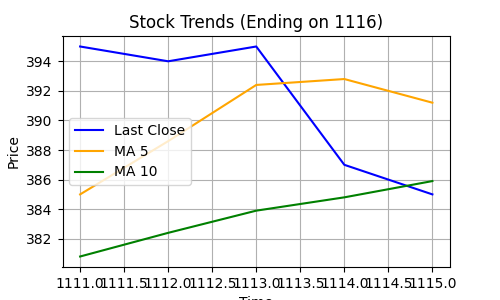 Stock Trends (Ending on 1116)
Price
394
392
390
388
386
384
382
Last Close
MA 5
MA 10
1111.0 1111.5 1112.0 1112.5 1113.0 1113.5 1114.0 1114.5 1115.0
Time